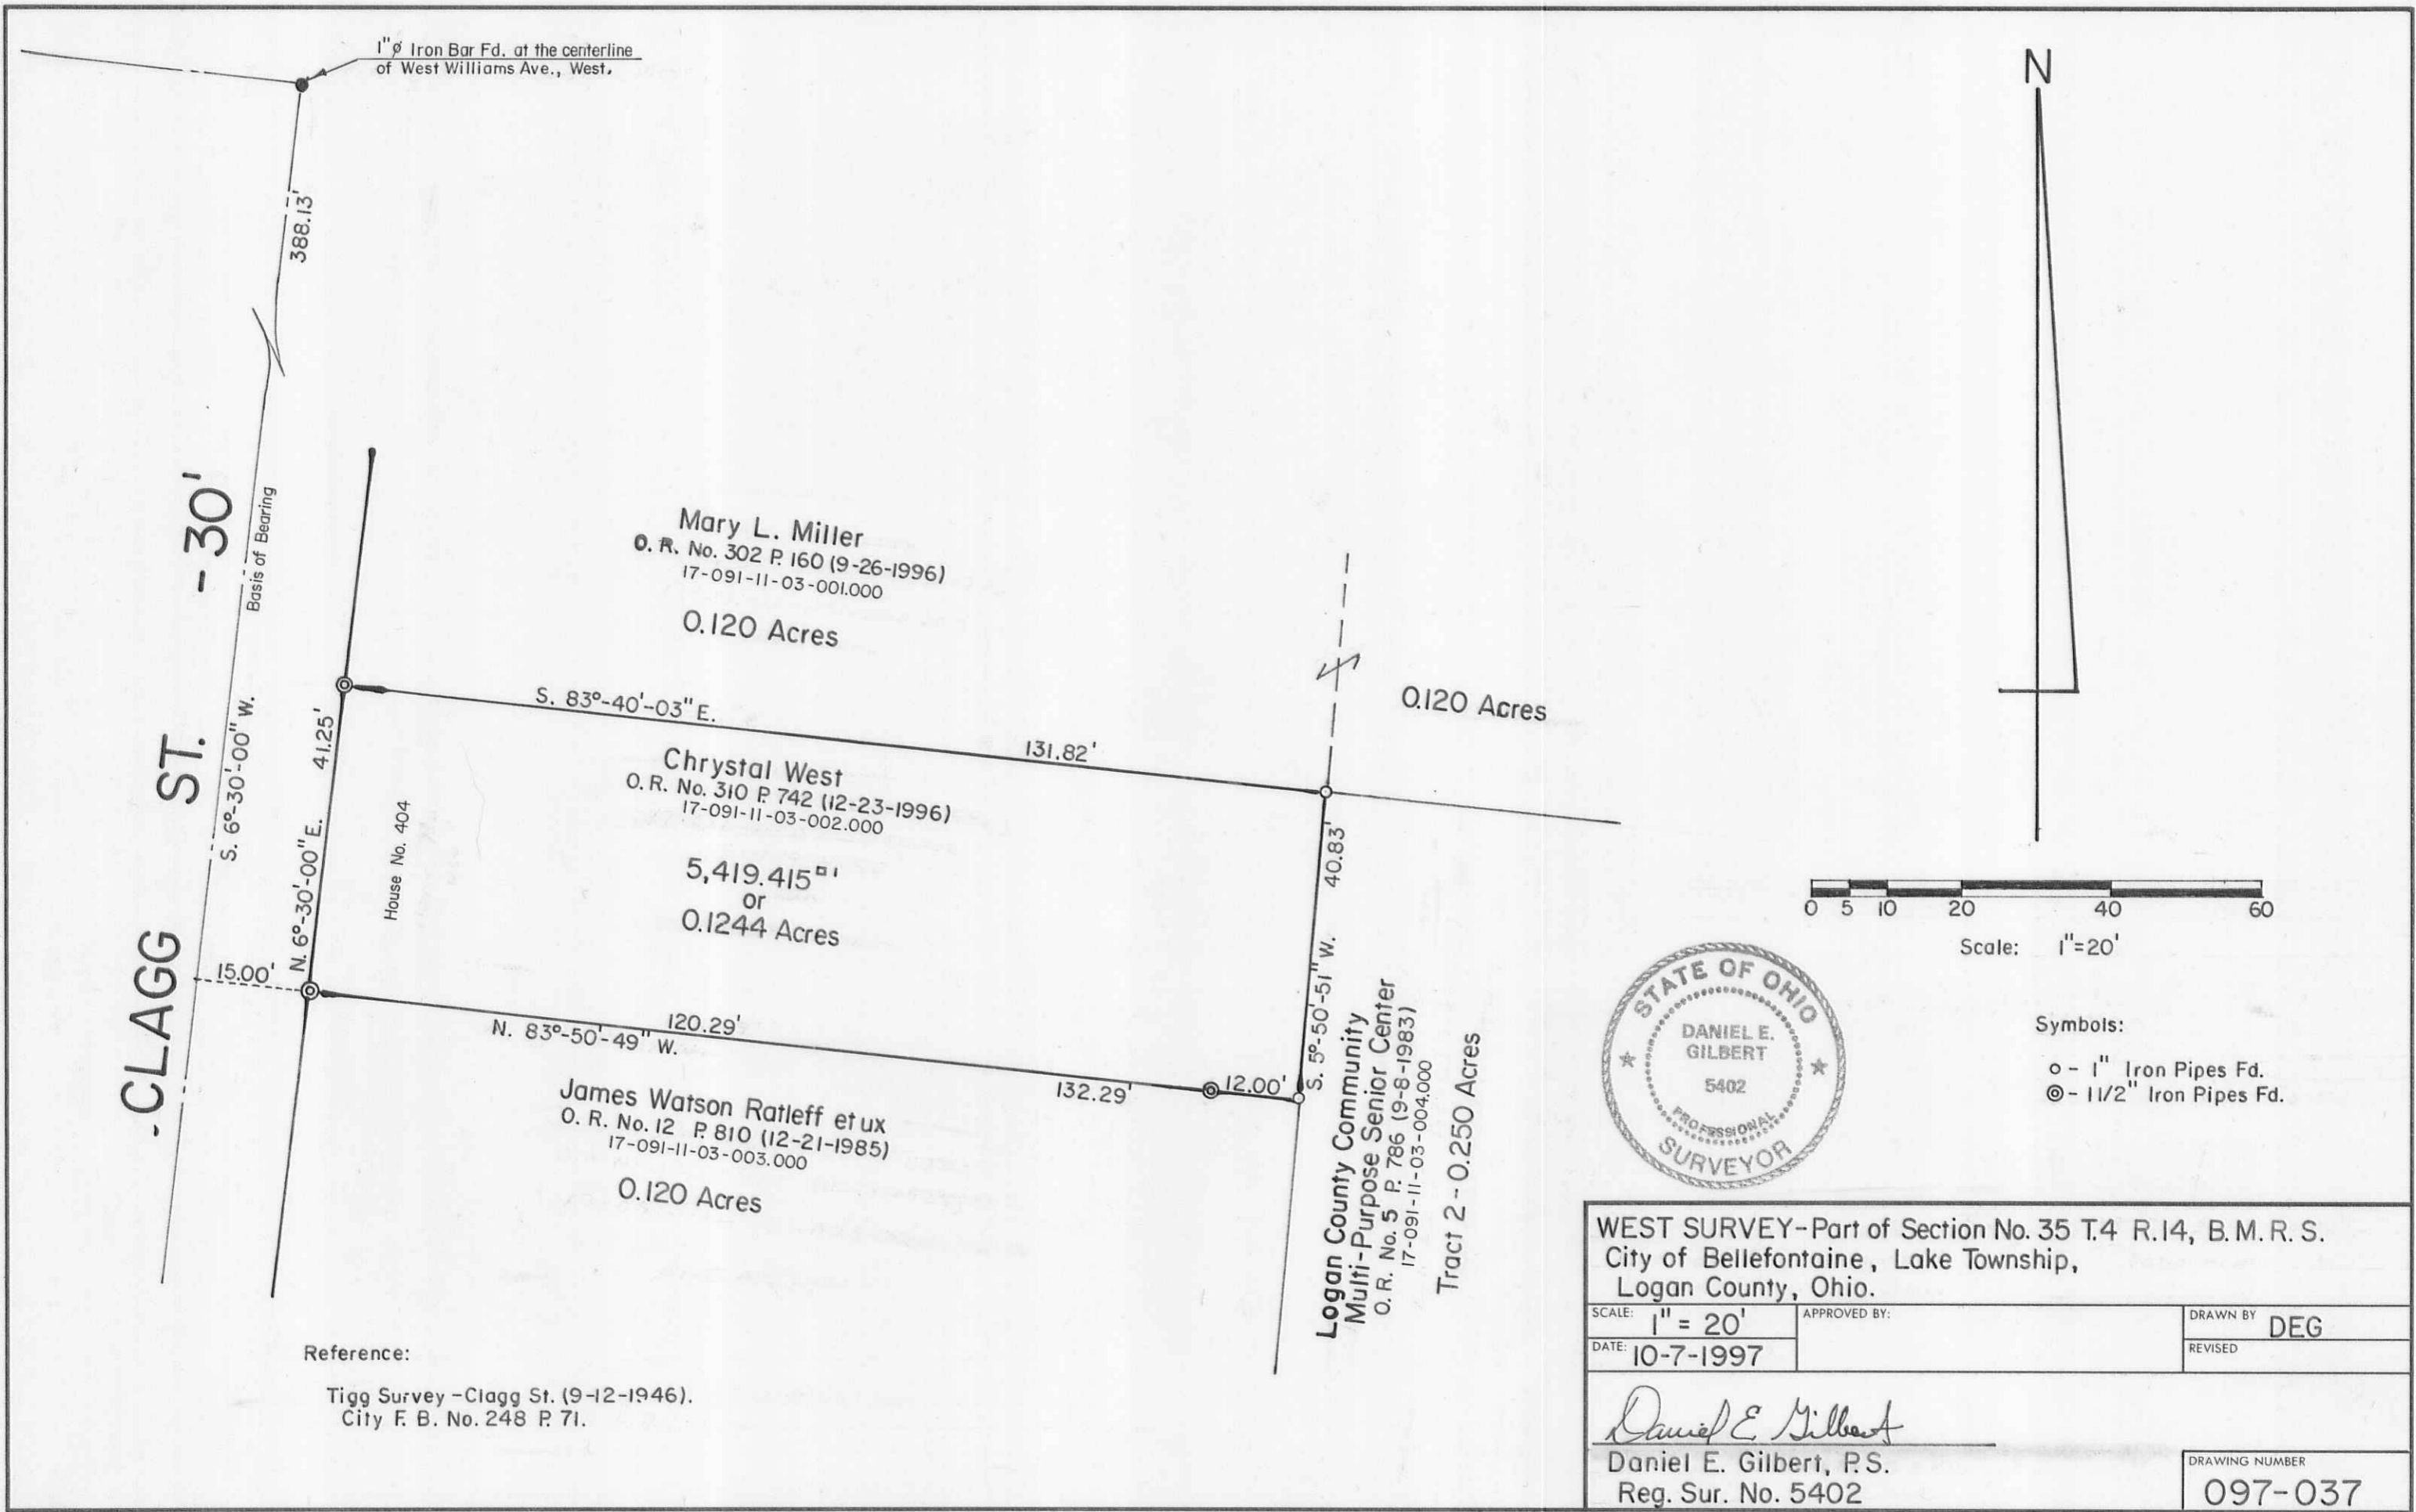 1"ø Iron Bar Fd. at the centerline
of West Williams Ave., West.
388.13'
CLAGG ST. - 30'
S. 6°-30'-00" W. Basis of Bearing
N
Mary L. Miller
O. R. No. 302 P. 160 (9-26-1996)
17-091-11-03-001.000
0.120 Acres
0.120 Acres
S. 83°-40'-03" E.
131.82'
N. 6°-30'-00" E. 41.25'
House No. 404
Chrystal West
O. R. No. 310 P. 742 (12-23-1996)
17-091-11-03-002.000
5,419.415 □'
or
0.1244 Acres
S. 5°-50'-51" W. 40.83'
15.00'
120.29'
N. 83°-50'-49" W.
132.29'
12.00'
James Watson Ratleff et ux
O. R. No. 12 P. 810 (12-21-1985)
17-091-11-03-003.000
0.120 Acres
Logan County Community
Multi-Purpose Senior Center
O. R. No. 5 P. 786 (9-8-1983)
17-091-11-03-004.000
Tract 2 - 0.250 Acres
0 5 10 20 40 60
Scale: 1"=20'
Symbols:
o - 1" Iron Pipes Fd.
◎ - 1 1/2" Iron Pipes Fd.
STATE OF OHIO
DANIEL E.
GILBERT
5402
PROFESSIONAL
SURVEYOR
Reference:
Tigg Survey - Clagg St. (9-12-1946).
City F. B. No. 248 P. 71.
WEST SURVEY - Part of Section No. 35 T.4 R.14, B. M. R. S.
City of Bellefontaine, Lake Township,
Logan County, Ohio.
SCALE: 1" = 20'
APPROVED BY:
DRAWN BY DEG
DATE: 10-7-1997
REVISED
Daniel E Gilbert
Daniel E. Gilbert, P.S.
Reg. Sur. No. 5402
DRAWING NUMBER
097-037